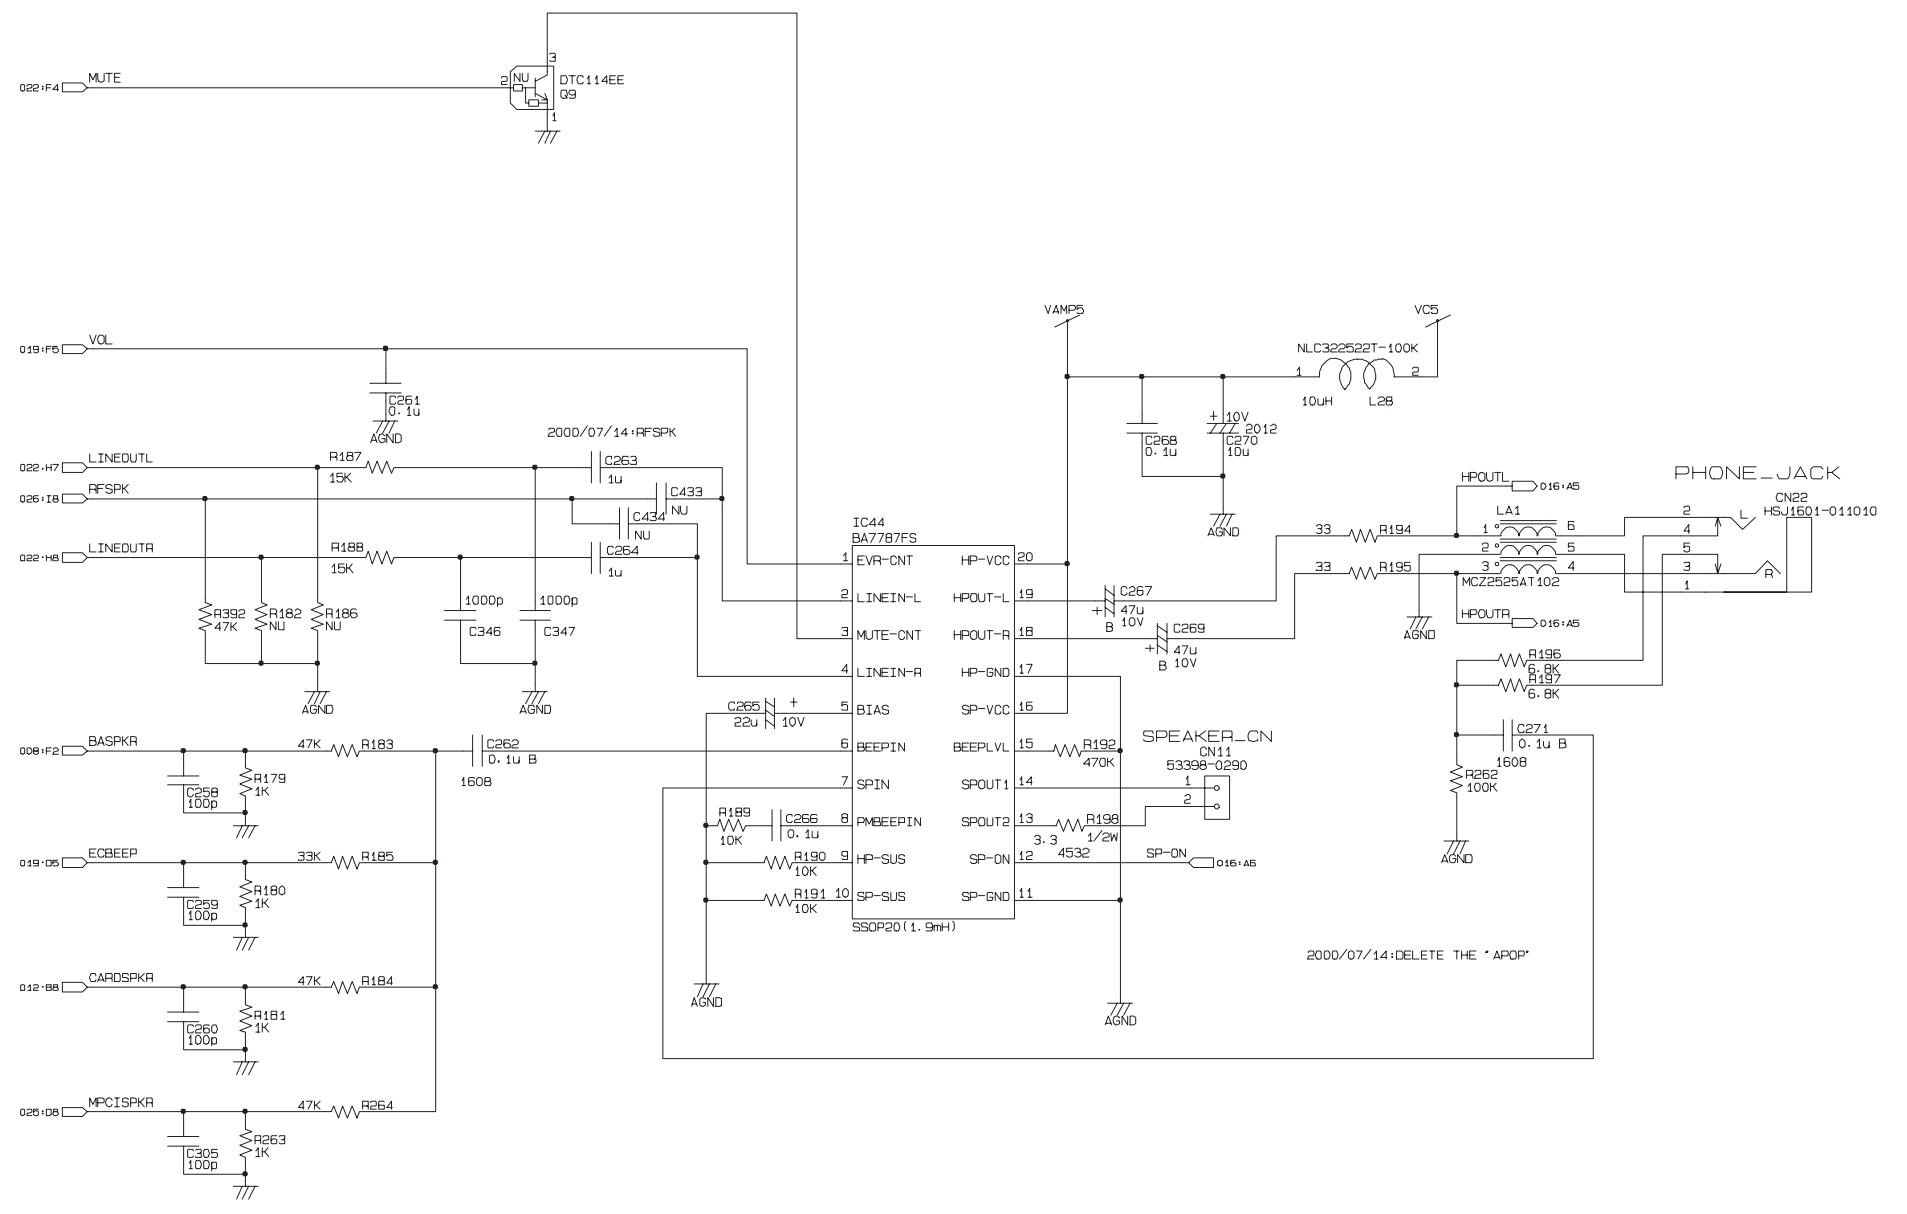 3
022:F4 MUTE
2 NU
DTC114EE
Q9
1
VAMP5
VC5
019:F5 VOL
NLC322522T-100K
1 2
10uH L28
C261
0.1u
AGND
2000/07/14:RFSPK
+ 10V
2012
C268
0.1u
C270
10u
AGND
022:H7 LINEOUTL
R187
15K
C263
1u
026:I8 RFSPK
C433
NU
C434
NU
022:H8 LINEOUTR
R188
15K
C264
1u
HPOUTL
016:A5
PHONE_JACK
CN22
HSJ1601-011010
LA1
33 R194
1 6
2 5
3 4
MCZ2525AT102
33 R195
2 L
4
5
3 R
1
HPOUTR
016:A5
AGND
IC44
BA7787FS
1 EVR-CNT HP-VCC 20
2 LINEIN-L HPOUT-L 19
3 MUTE-CNT HPOUT-R 18
4 LINEIN-R HP-GND 17
5 BIAS SP-VCC 16
6 BEEPIN BEEPLVL 15
7 SPIN SPOUT1 14
8 PMBEEPIN SPOUT2 13
9 HP-SUS SP-ON 12
10 SP-SUS SP-GND 11
SSOP20(1.9mH)
C267
+ 47u
B 10V
C269
+ 47u
B 10V
R392
47K
R182
NU
R186
NU
1000p
C346
1000p
C347
AGND
AGND
R196
6.8K
R197
6.8K
C271
0.1u B
1608
R262
100K
AGND
C265 +
22u 10V
008:F2 BASPKR
47K R183
C262
0.1u B
1608
C258
100p
R179
1K
R192
470K
SPEAKER_CN
CN11
53398-0290
1
2
R189
10K
C266
0.1u
R198
3.3 1/2W
4532
SP-ON
016:A6
R190
10K
R191
10K
019:D5 ECBEEP
33K R185
C259
100p
R180
1K
2000/07/14:DELETE THE "APOP"
012:B8 CARDSPKR
47K R184
C260
100p
R181
1K
AGND
AGND
025:D8 MPCISPKR
47K R264
C305
100p
R263
1K